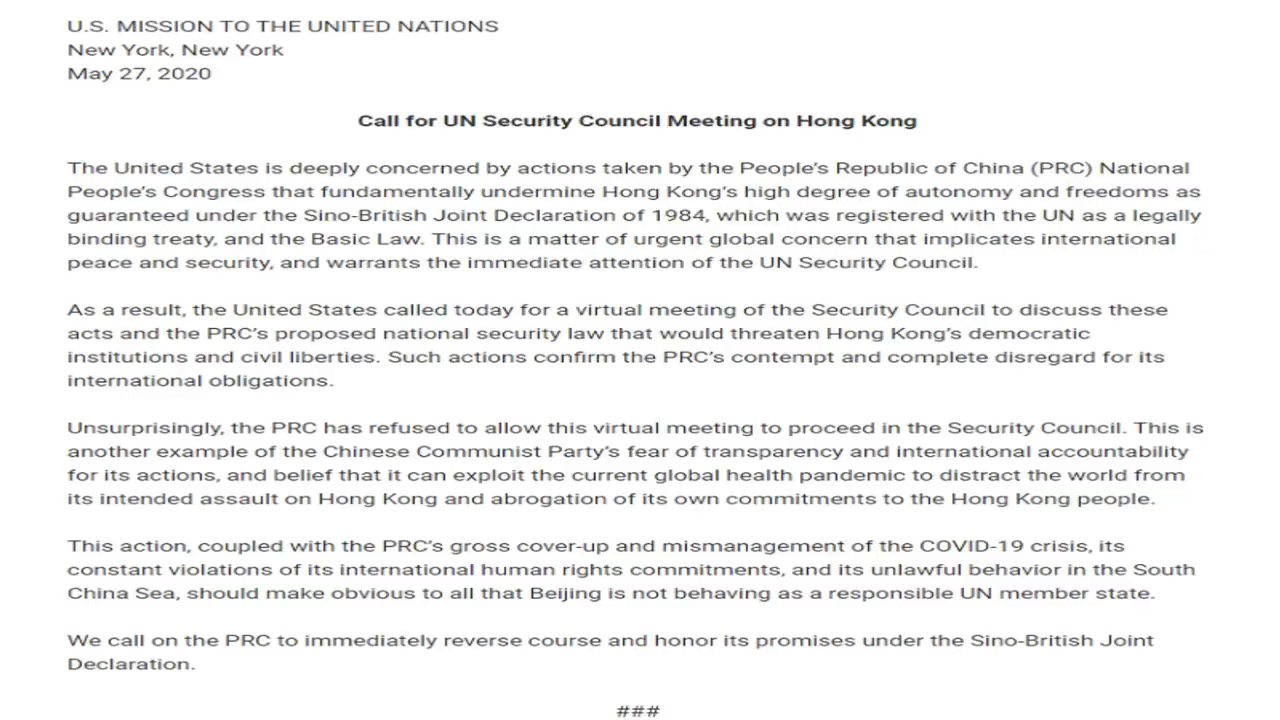 U.S. MISSION TO THE UNITED NATIONS
New York, New York
May 27, 2020
Call for UN Security Council Meeting on Hong Kong
The United States is deeply concerned by actions taken by the People's Republic of China (PRC) National
People's Congress that fundamentally undermine Hong Kong's high degree of autonomy and freedoms as
guaranteed under the Sino-British Joint Declaration of 1984, which was registered with the UN as a legally
binding treaty, and the Basic Law. This is a matter of urgent global concern that implicates international
peace and security, and warrants the immediate attention of the UN Security Council.
As a result, the United States called today for a virtual meeting of the Security Council to discuss these
acts and the PRC's proposed national security law that would threaten Hong Kong's democratic
institutions and civil liberties. Such actions confirm the PRC's contempt and complete disregard for its
international obligations.
Unsurprisingly, the PRC has refused to allow this virtual meeting to proceed in the Security Council. This is
another example of the Chinese Communist Party's fear of transparency and international accountability
for its actions, and belief that it can exploit the current global health pandemic to distract the world from
its intended assault on Hong Kong and abrogation of its own commitments to the Hong Kong people.
This action, coupled with the PRC's gross cover-up and mismanagement of the COVID-19 crisis, its
constant violations of its international human rights commitments, and its unlawful behavior in the South
China Sea, should make obvious to all that Beijing is not behaving as a responsible UN member state.
We call on the PRC to immediately reverse course and honor its promises under the Sino-British Joint
Declaration.
###